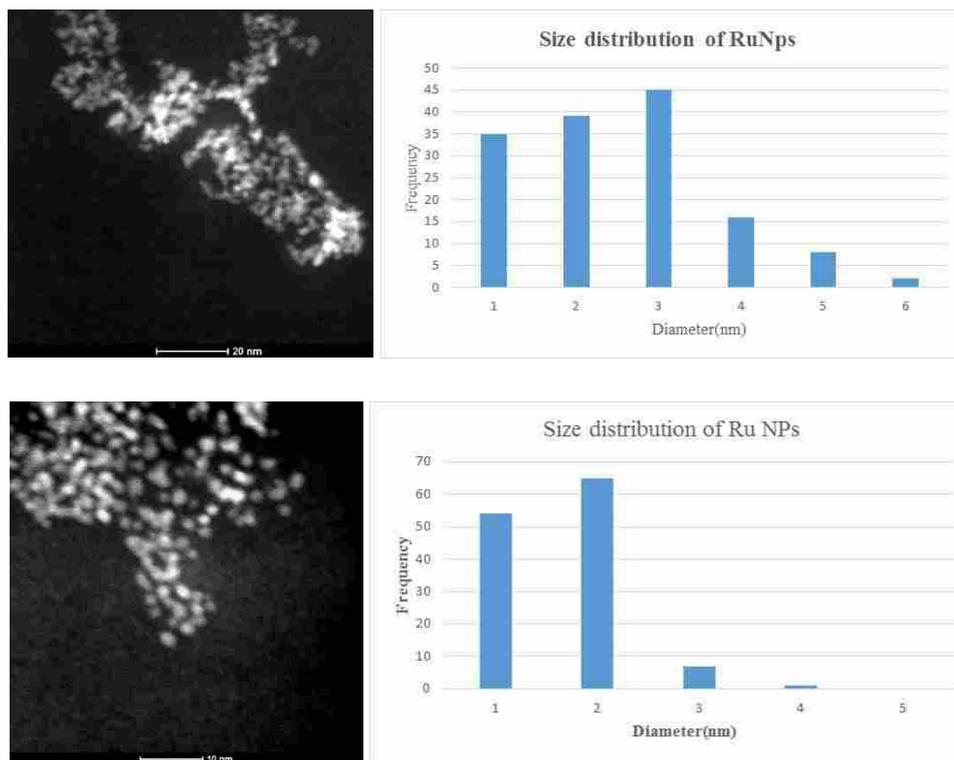 20 nm
Size distribution of RuNps
50
45
40
35
30
25
20
15
10
5
0
Frequency
1 2 3 4 5 6
Diameter(nm)
10 nm
Size distribution of Ru NPs
70
60
50
40
30
20
10
0
Frequency
1 2 3 4 5
Diameter(nm)